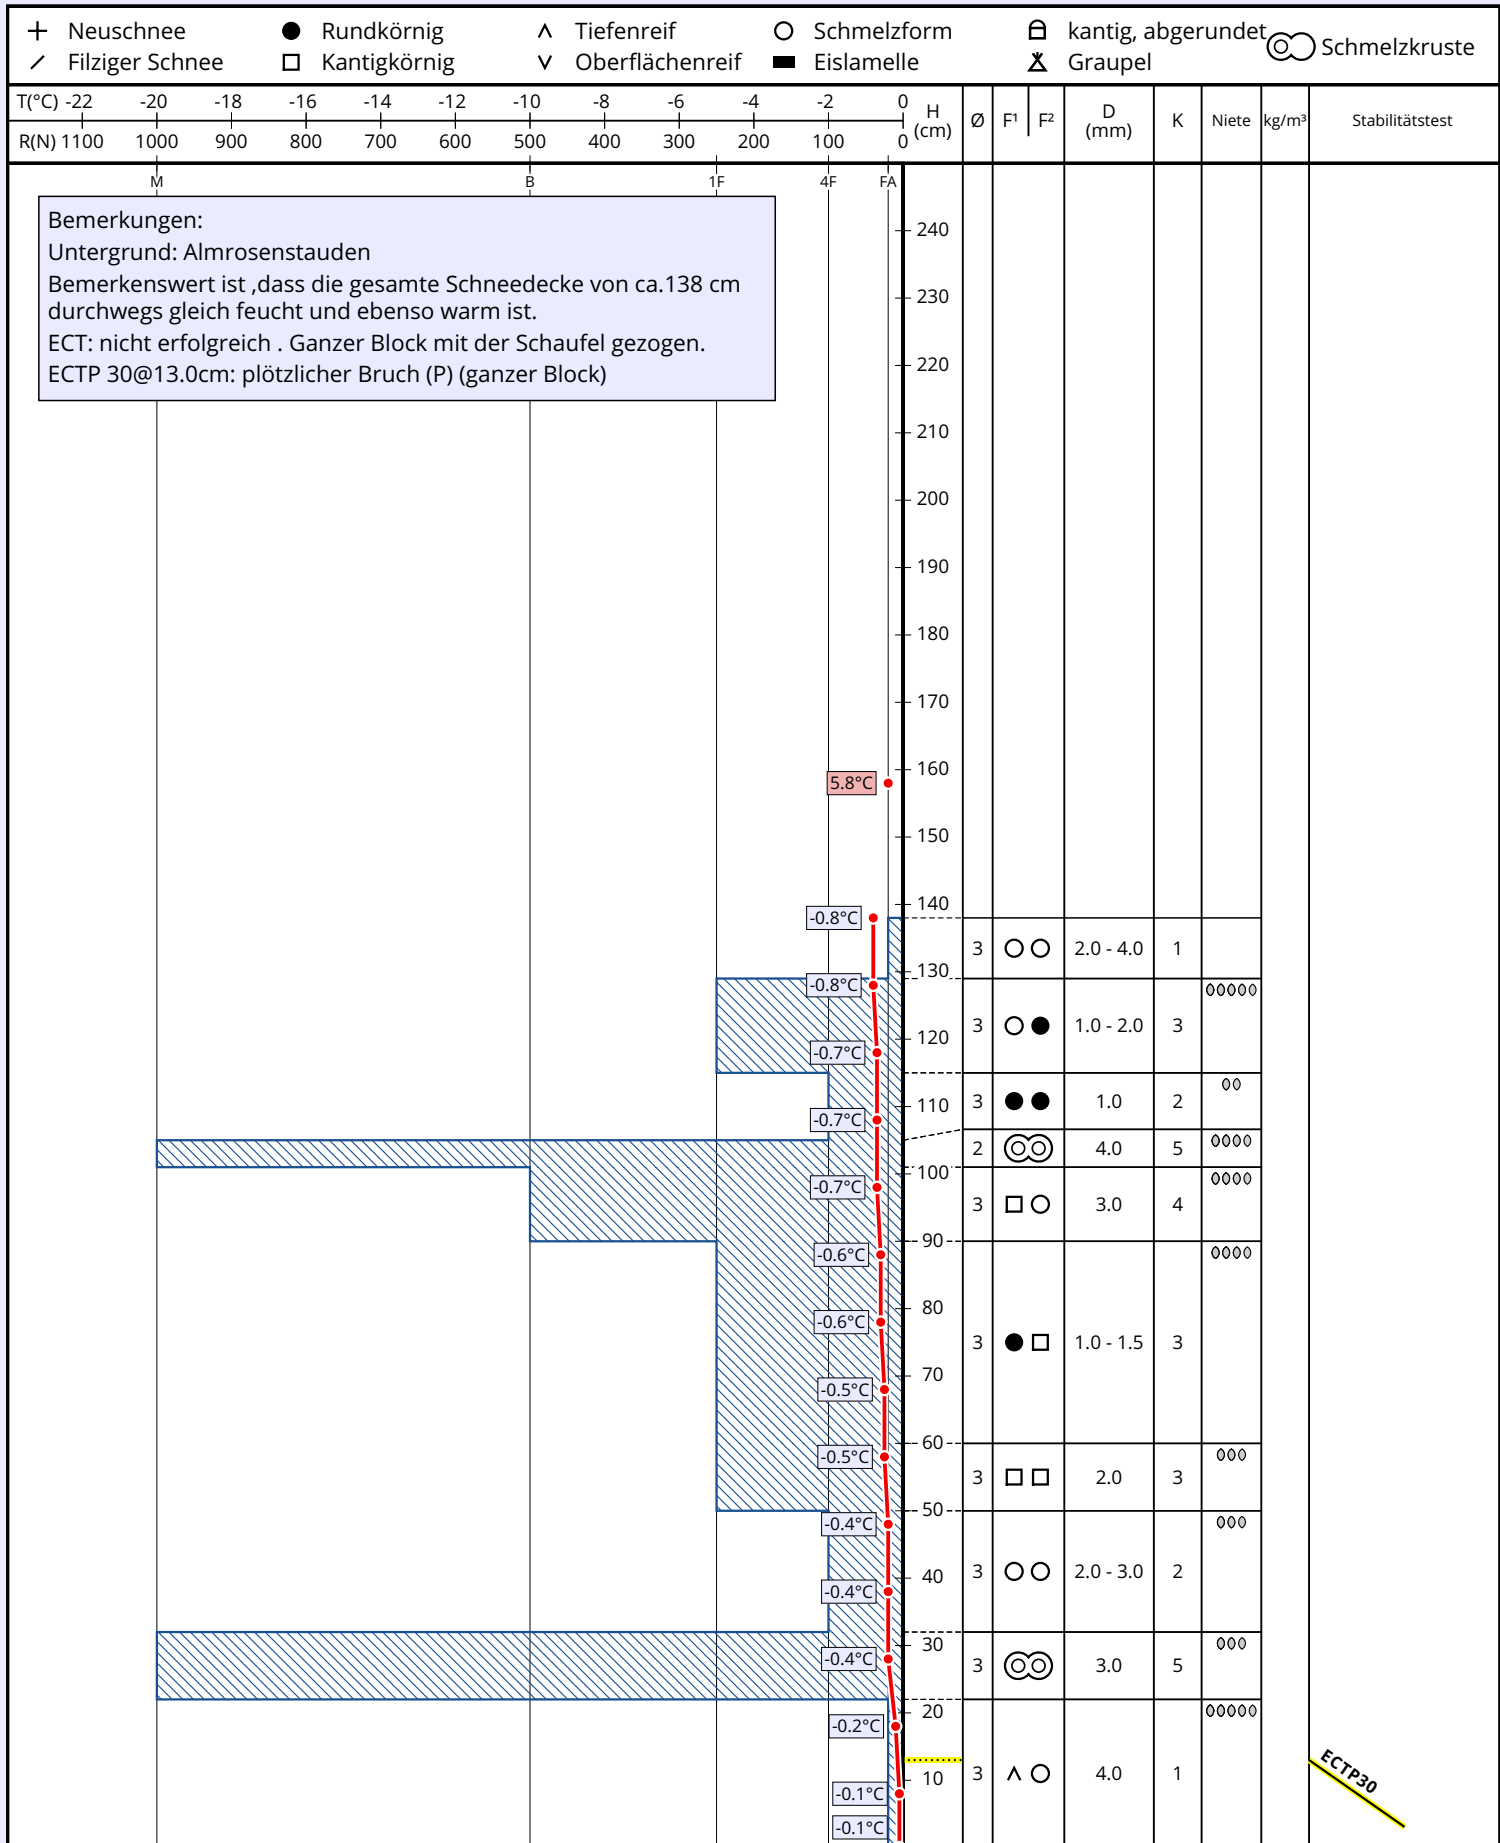 Neuschnee Rundkörnig Tiefenreif Schmelzform kantig, abgerundet Schmelzkruste
Filziger Schnee Kantigkörnig Oberflächenreif Eislamelle Graupel
T(°C) -22 -20 -18 -16 -14 -12 -10 -8 -6 -4 -2 0
R(N) 1100 1000 900 800 700 600 500 400 300 200 100 0
H (cm) Ø F¹ F² D (mm) K Niete kg/m³ Stabilitätstest
M B 1F 4F FA
Bemerkungen:
Untergrund: Almrosenstauden
Bemerkenswert ist ,dass die gesamte Schneedecke von ca.138 cm
durchwegs gleich feucht und ebenso warm ist.
ECT: nicht erfolgreich . Ganzer Block mit der Schaufel gezogen.
ECTP 30@13.0cm: plötzlicher Bruch (P) (ganzer Block)
240
230
220
210
200
190
180
170
160
5.8°C
150
140
-0.8°C
3 2.0 - 4.0 1
130
-0.8°C
3 1.0 - 2.0 3
120
-0.7°C
110
3 1.0 2
-0.7°C
2 4.0 5
100
-0.7°C
3 3.0 4
90
-0.6°C
80
-0.6°C
3 1.0 - 1.5 3
70
-0.5°C
60
-0.5°C
3 2.0 3
50
-0.4°C
3 2.0 - 3.0 2
40
-0.4°C
30
-0.4°C
3 3.0 5
20
-0.2°C
10
3 4.0 1
ECTP30
-0.1°C
-0.1°C